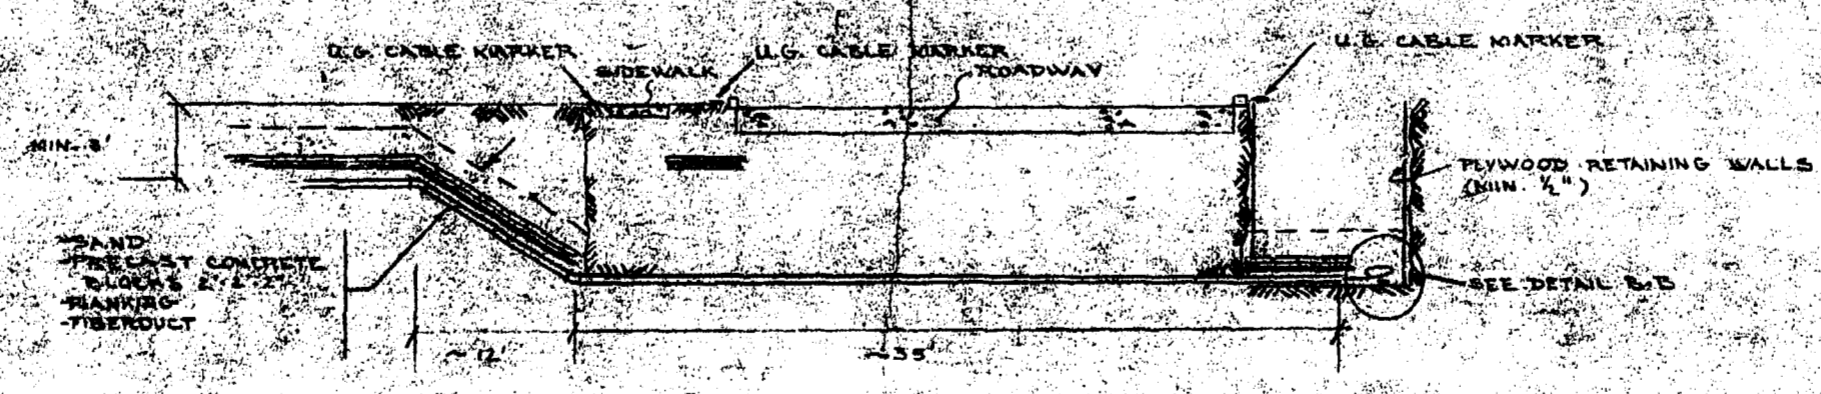 U.G. CABLE MARKER
U.G. CABLE MARKER
U.G. CABLE MARKER
SIDEWALK
ROADWAY
MIN. 3'
PLYWOOD RETAINING WALLS
(MIN. ½")
-SAND
-PRECAST CONCRETE
BLOCKS 2'·2'·2"
-PLANKING
-FIBERDUCT
SEE DETAIL B-B
~12'
~35'